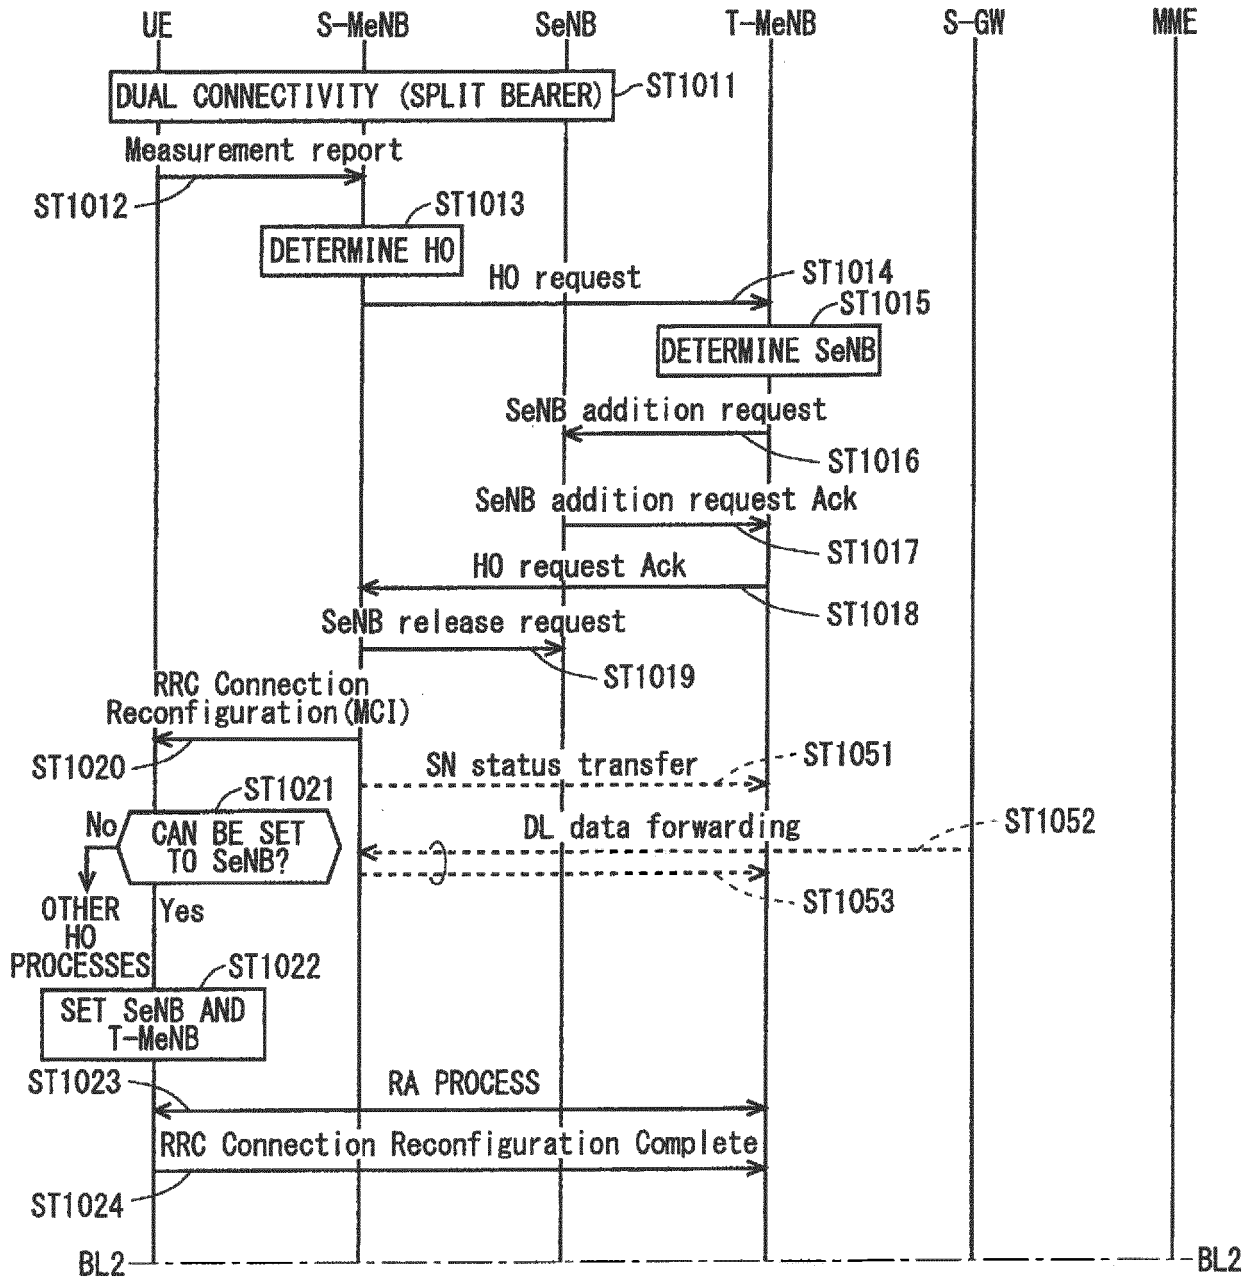 UE S-MeNB SeNB T-MeNB S-GW MME
DUAL CONNECTIVITY (SPLIT BEARER)
ST1011
Measurement report
ST1012
ST1013
DETERMINE HO
HO request
ST1014
ST1015
DETERMINE SeNB
SeNB addition request
ST1016
SeNB addition request Ack
ST1017
HO request Ack
ST1018
SeNB release request
ST1019
RRC Connection
Reconfiguration(MCI)
ST1020
SN status transfer
ST1051
ST1021
No
CAN BE SET
TO SeNB?
DL data forwarding
ST1052
ST1053
OTHER
HO
PROCESSES
Yes
ST1022
SET SeNB AND
T-MeNB
ST1023
RA PROCESS
RRC Connection Reconfiguration Complete
ST1024
BL2 BL2